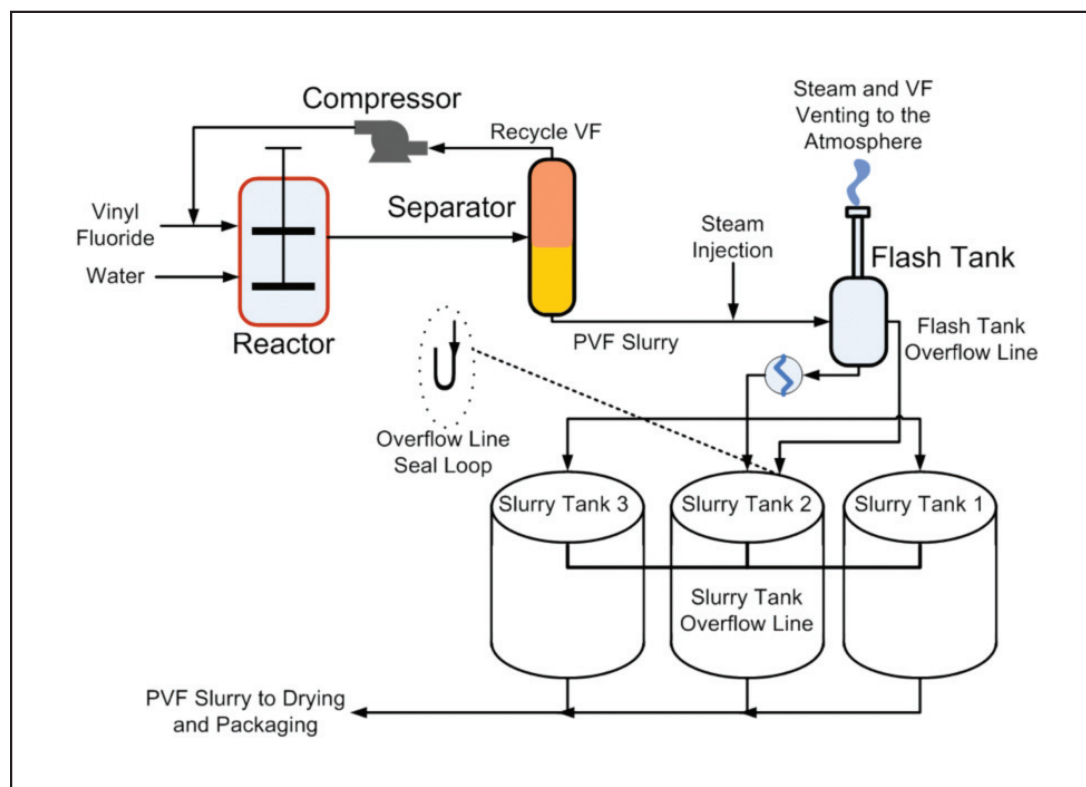 Compressor
Recycle VF
Steam and VF
Venting to the
Atmosphere
Vinyl
Fluoride
Water
Separator
Steam
Injection
Flash Tank
Reactor
PVF Slurry
Flash Tank
Overflow Line
Overflow Line
Seal Loop
Slurry Tank 3
Slurry Tank 2
Slurry Tank 1
Slurry Tank
Overflow Line
PVF Slurry to Drying
and Packaging